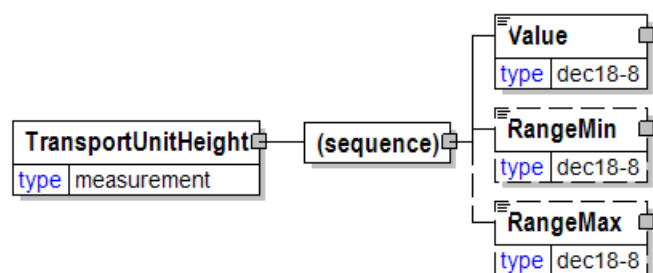 Value
type dec18-8
TransportUnitHeight
type measurement
(sequence)
RangeMin
type dec18-8
RangeMax
type dec18-8